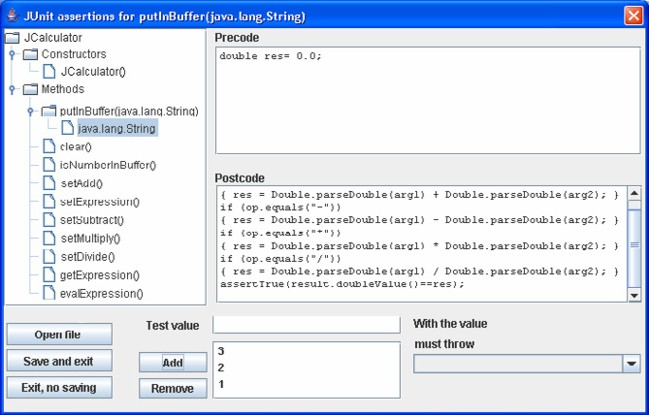 JUnit assertions for putInBuffer(java.lang.String)
JCalculator
Constructors
JCalculator()
Methods
putInBuffer(java.lang.String)
java.lang.String
clear()
isNumberInBuffer()
setAdd()
setExpression()
setSubtract()
setMultiply()
setDivide()
getExpression()
evalExpression()
Precode
double res= 0.0;
Postcode
{ res = Double.parseDouble(arg1) + Double.parseDouble(arg2); }
if (op.equals("-"))
{ res = Double.parseDouble(arg1) - Double.parseDouble(arg2); }
if (op.equals("*"))
{ res = Double.parseDouble(arg1) * Double.parseDouble(arg2); }
if (op.equals("/"))
{ res = Double.parseDouble(arg1) / Double.parseDouble(arg2); }
assertTrue(result.doubleValue()==res);
Open file
Save and exit
Exit, no saving
Test value
Add
Remove
3
2
1
With the value
must throw